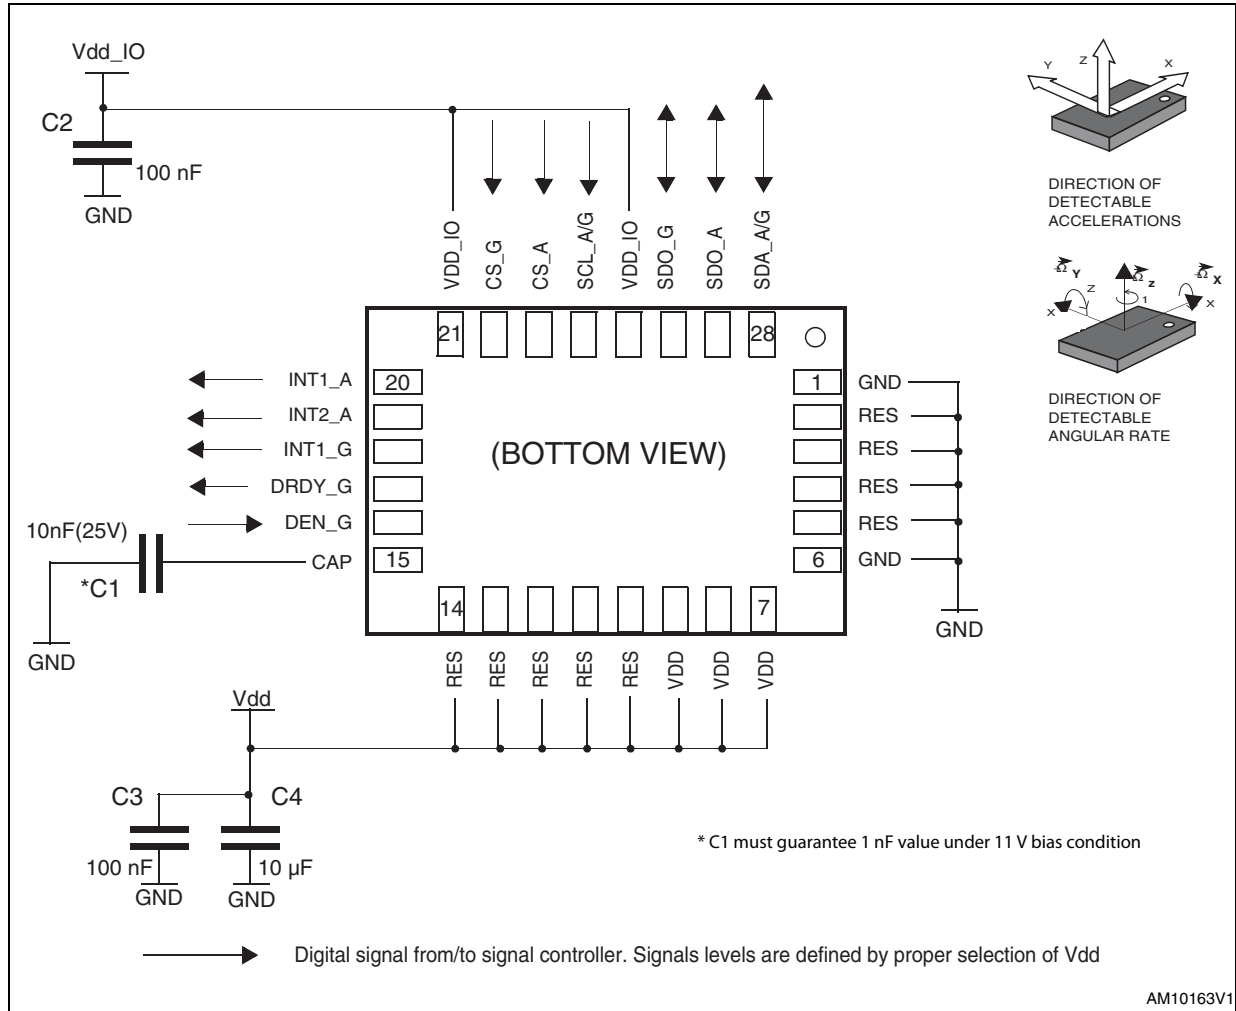 Vdd_IO
C2
100 nF
GND
VDD_IO
CS_G
CS_A
SCL_A/G
VDD_IO
SDO_G
SDO_A
SDA_A/G
21
28
INT1_A
20
INT2_A
INT1_G
DRDY_G
DEN_G
CAP
15
(BOTTOM VIEW)
1
GND
RES
RES
RES
RES
6
GND
GND
10nF(25V)
*C1
GND
14
7
RES
RES
RES
RES
RES
VDD
VDD
VDD
Vdd
C3
C4
100 nF
10 µF
GND
GND
* C1 must guarantee 1 nF value under 11 V bias condition
Digital signal from/to signal controller. Signals levels are defined by proper selection of Vdd
Y
Z
X
DIRECTION OF
DETECTABLE
ACCELERATIONS
Ω Y
Ω z
Ω X
Z
X
1
X
DIRECTION OF
DETECTABLE
ANGULAR RATE
AM10163V1